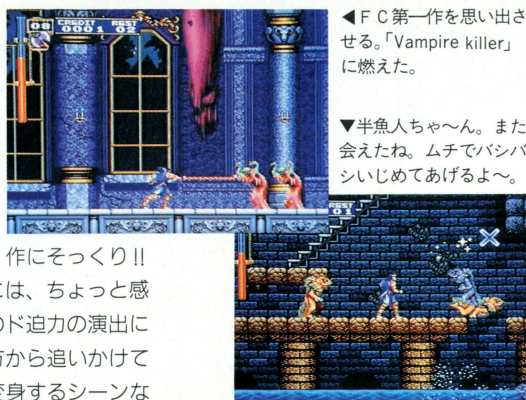 08 CREDIT REST
0001 02
◀FC第一作を思い出さ
せる。「Vampire killer」
に燃えた。
▼半魚人ちゃ〜ん。また
会えたね。ムチでバシバ
シいじめてあげるよ〜。
REST
01
作にそっくり!!
には、ちょっと感
のド迫力の演出に
方から追いかけて
変身するシーンな